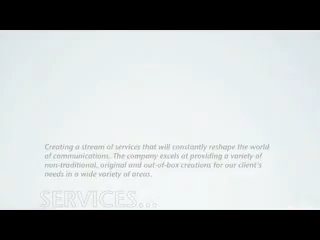 Creating a stream of services that will constantly reshape the world
of communications. The company excels at providing a variety of
non-traditional, original and out-of-box creations for our client's
needs in a wide variety of areas.
SERVICES...